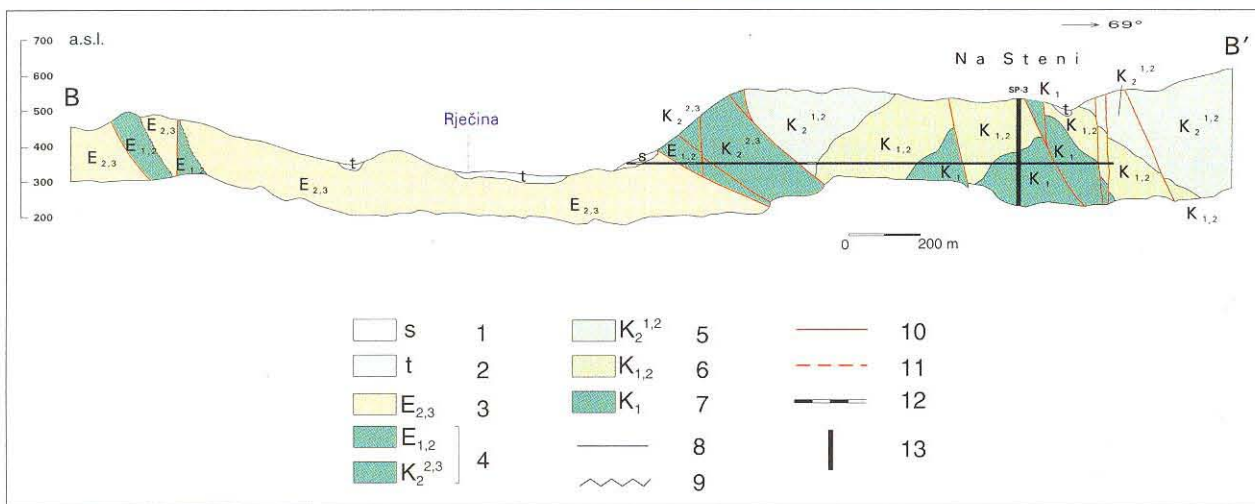 700 a.s.l.
600
500
400
300
200
B
B'
69°
Na Steni
SP-3
Rječina
E2,3
E1,2
E2,3
E1,2
E2,3
t
t
E2,3
s
E1,2
K2 2,3
K2 2,3
K2 1,2
K1,2
K1
K1,2
K1
K1
t
K1,2
K1
K1,2
K2 1,2
K2 1,2
K1,2
0 200 m
s 1
t 2
E2,3 3
E1,2
K2 2,3
4
K2 1,2 5
K1,2 6
K1 7
8
9
10
11
12
13